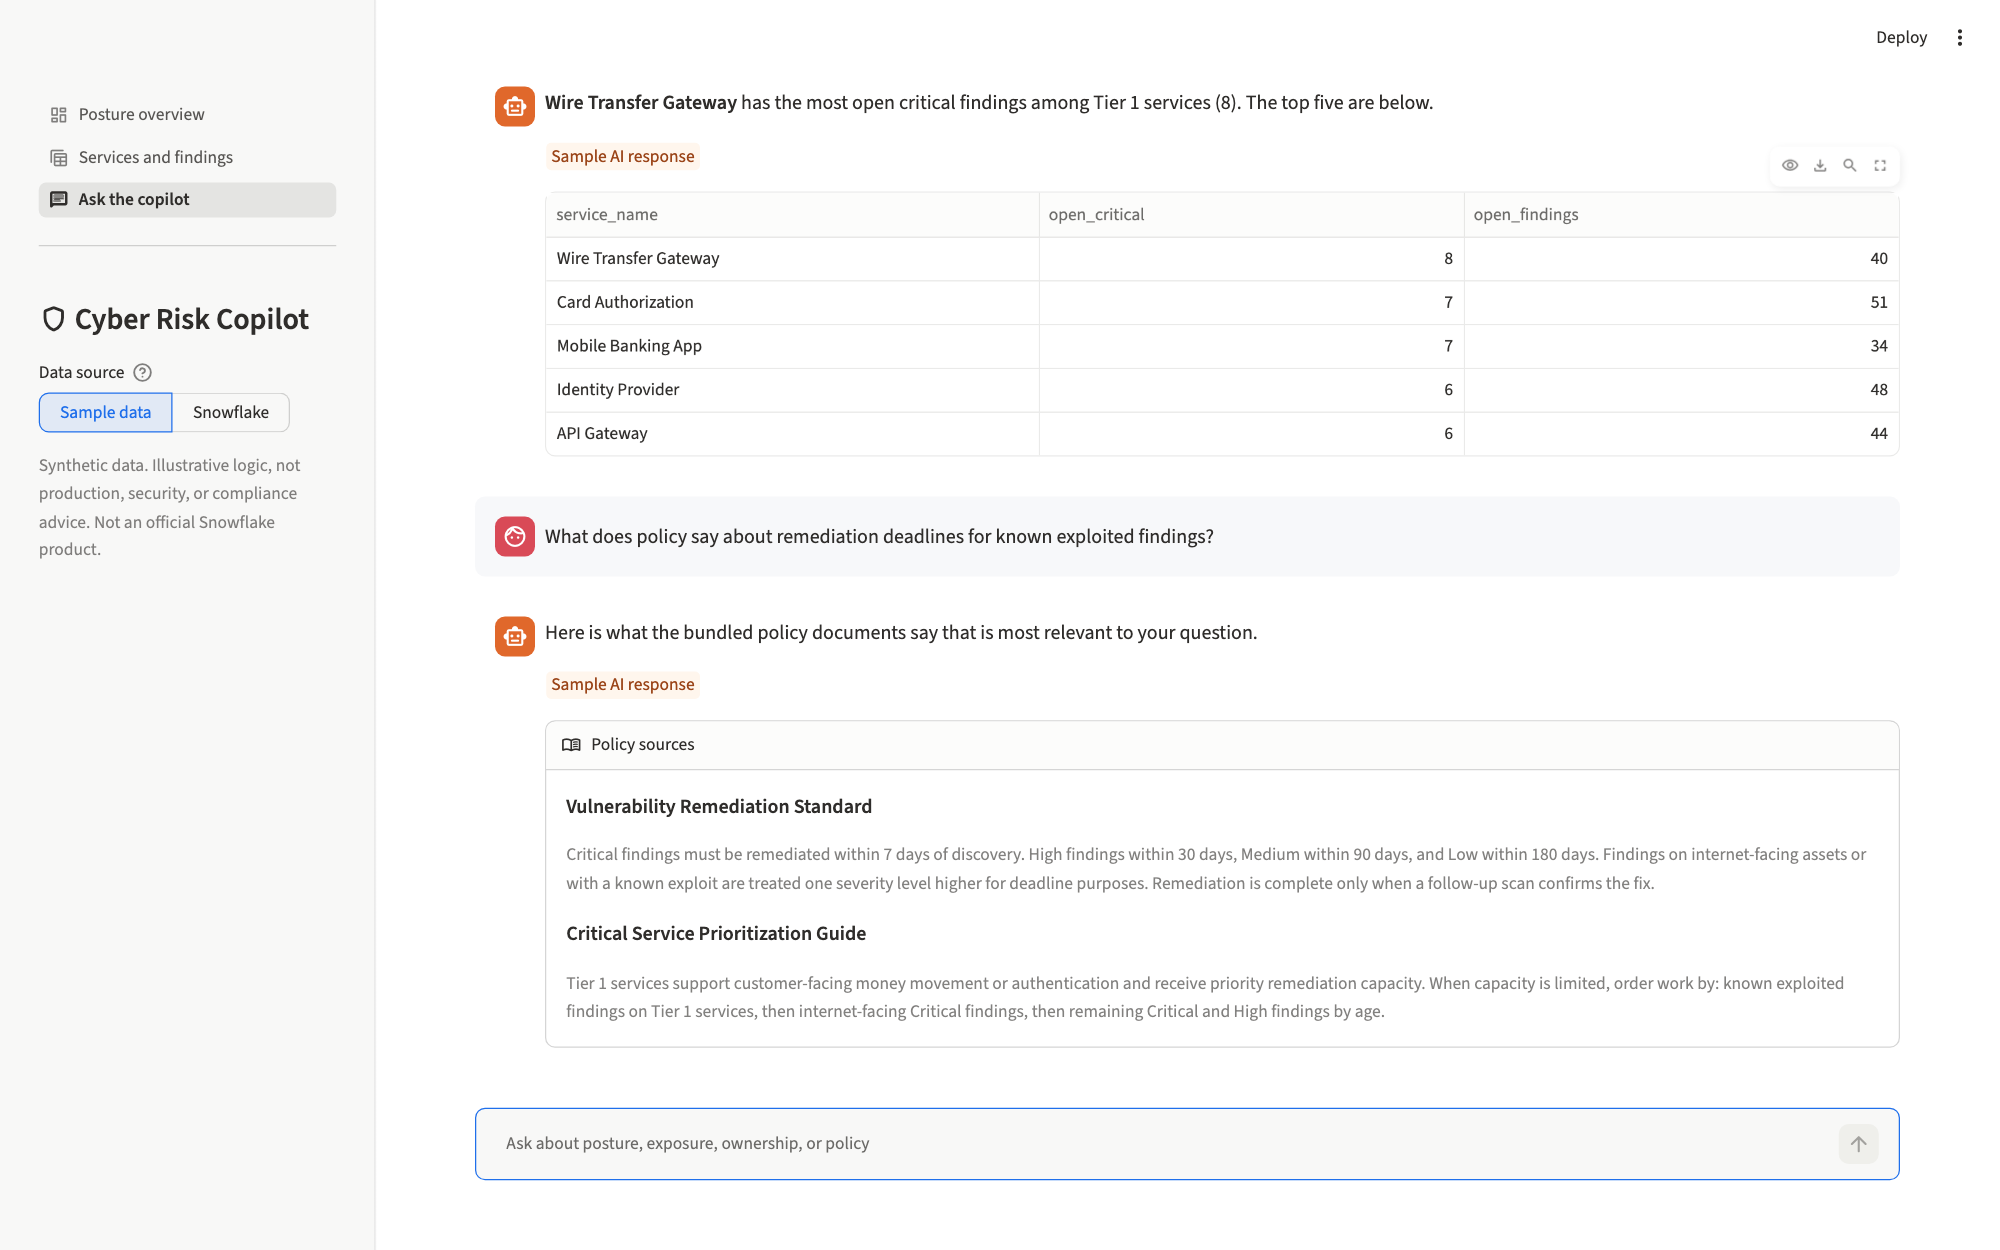 Deploy
Posture overview
Services and findings
Ask the copilot
Cyber Risk Copilot
Data source
Sample data
Snowflake
Synthetic data. Illustrative logic, not
production, security, or compliance
advice. Not an official Snowflake
product.
Wire Transfer Gateway has the most open critical findings among Tier 1 services (8). The top five are below.
Sample AI response
service_name open_critical open_findings
Wire Transfer Gateway 8 40
Card Authorization 7 51
Mobile Banking App 7 34
Identity Provider 6 48
API Gateway 6 44
What does policy say about remediation deadlines for known exploited findings?
Here is what the bundled policy documents say that is most relevant to your question.
Sample AI response
Policy sources
Vulnerability Remediation Standard
Critical findings must be remediated within 7 days of discovery. High findings within 30 days, Medium within 90 days, and Low within 180 days. Findings on internet-facing assets or
with a known exploit are treated one severity level higher for deadline purposes. Remediation is complete only when a follow-up scan confirms the fix.
Critical Service Prioritization Guide
Tier 1 services support customer-facing money movement or authentication and receive priority remediation capacity. When capacity is limited, order work by: known exploited
findings on Tier 1 services, then internet-facing Critical findings, then remaining Critical and High findings by age.
Ask about posture, exposure, ownership, or policy